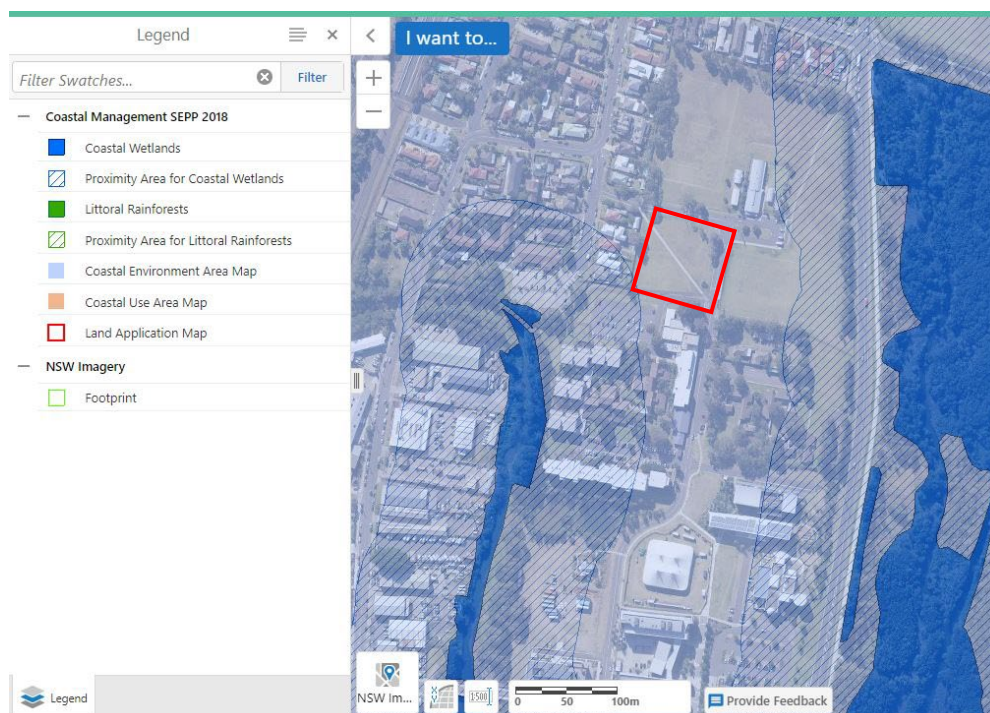 Legend
I want to...
Filter Swatches...
Filter
Coastal Management SEPP 2018
Coastal Wetlands
Proximity Area for Coastal Wetlands
Littoral Rainforests
Proximity Area for Littoral Rainforests
Coastal Environment Area Map
Coastal Use Area Map
Land Application Map
NSW Imagery
Footprint
Legend
NSW Im...
1:500
0 50 100m
Provide Feedback